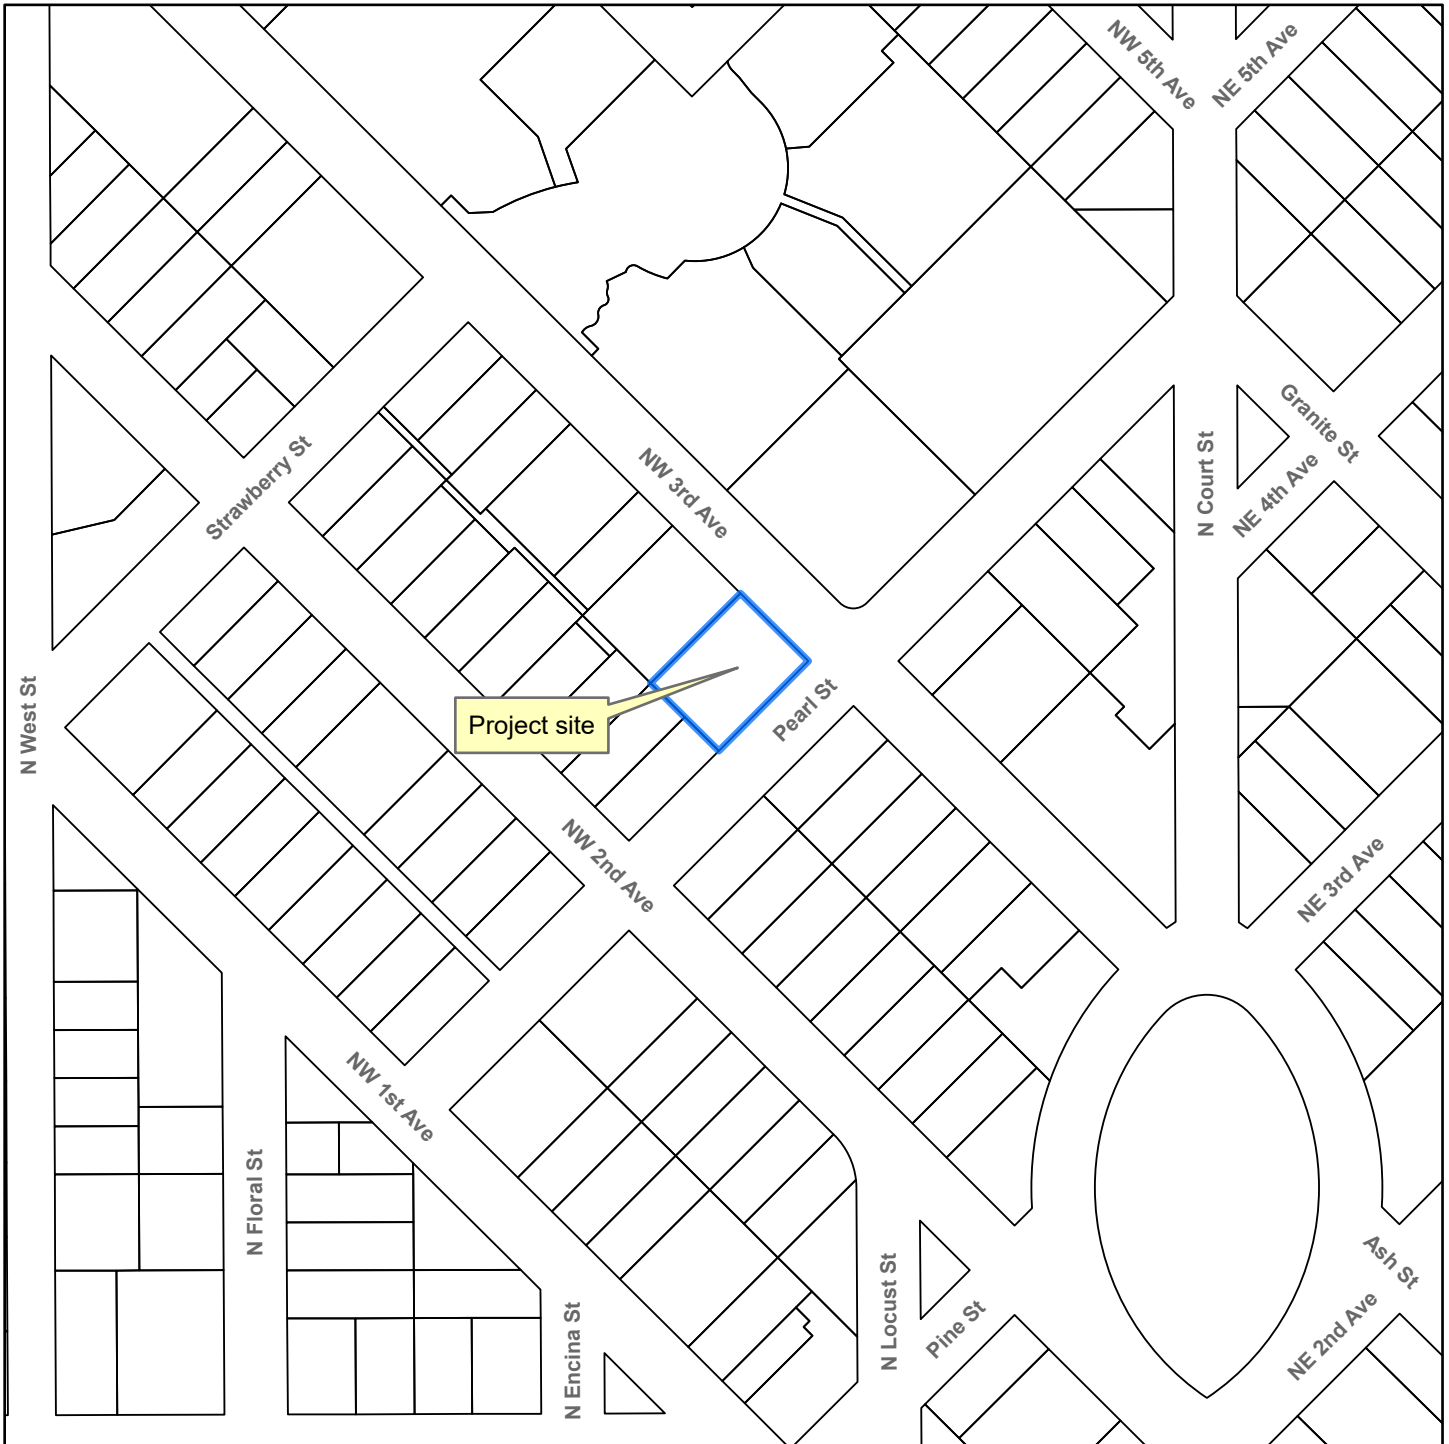 NW 5th Ave
NE 5th Ave
Granite St
N Court St
NE 4th Ave
Strawberry St
NW 3rd Ave
N West St
Project site
Pearl St
NW 2nd Ave
NE 3rd Ave
NW 1st Ave
N Floral St
N Encina St
N Locust St
Pine St
Ash St
NE 2nd Ave